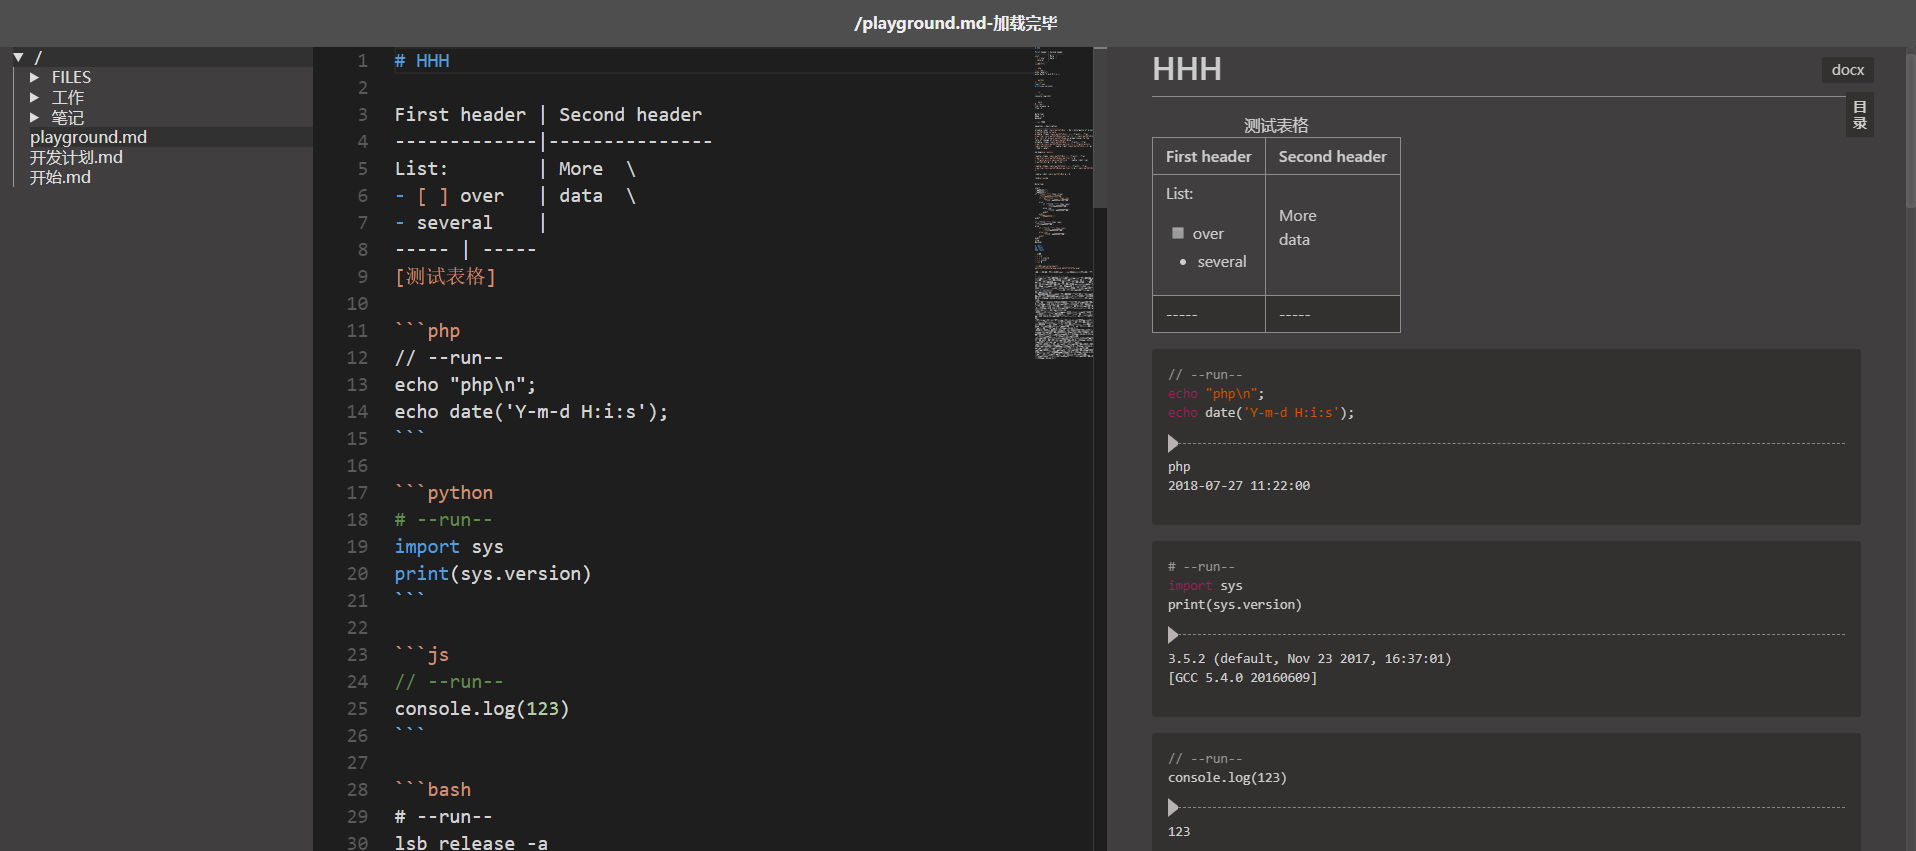 /playground.md-加载完毕
▼ /
▶ FILES
▶ 工作
▶ 笔记
playground.md
开发计划.md
开始.md
1 # HHH
2
3 First header | Second header
4 -------------|---------------
5 List:        | More  \
6 - [ ] over   | data  \
7 - several    |
8 ----- | -----
9 [测试表格]
10
11 ```php
12 // --run--
13 echo "php\n";
14 echo date('Y-m-d H:i:s');
15 ```
16
17 ```python
18 # --run--
19 import sys
20 print(sys.version)
21 ```
22
23 ```js
24 // --run--
25 console.log(123)
26 ```
27
28 ```bash
29 # --run--
30 lsb_release -a
HHH
docx
目录
测试表格
First header Second header
List:
over
several
More
data
----- -----
// --run--
echo "php\n";
echo date('Y-m-d H:i:s');
php
2018-07-27 11:22:00
# --run--
import sys
print(sys.version)
3.5.2 (default, Nov 23 2017, 16:37:01)
[GCC 5.4.0 20160609]
// --run--
console.log(123)
123